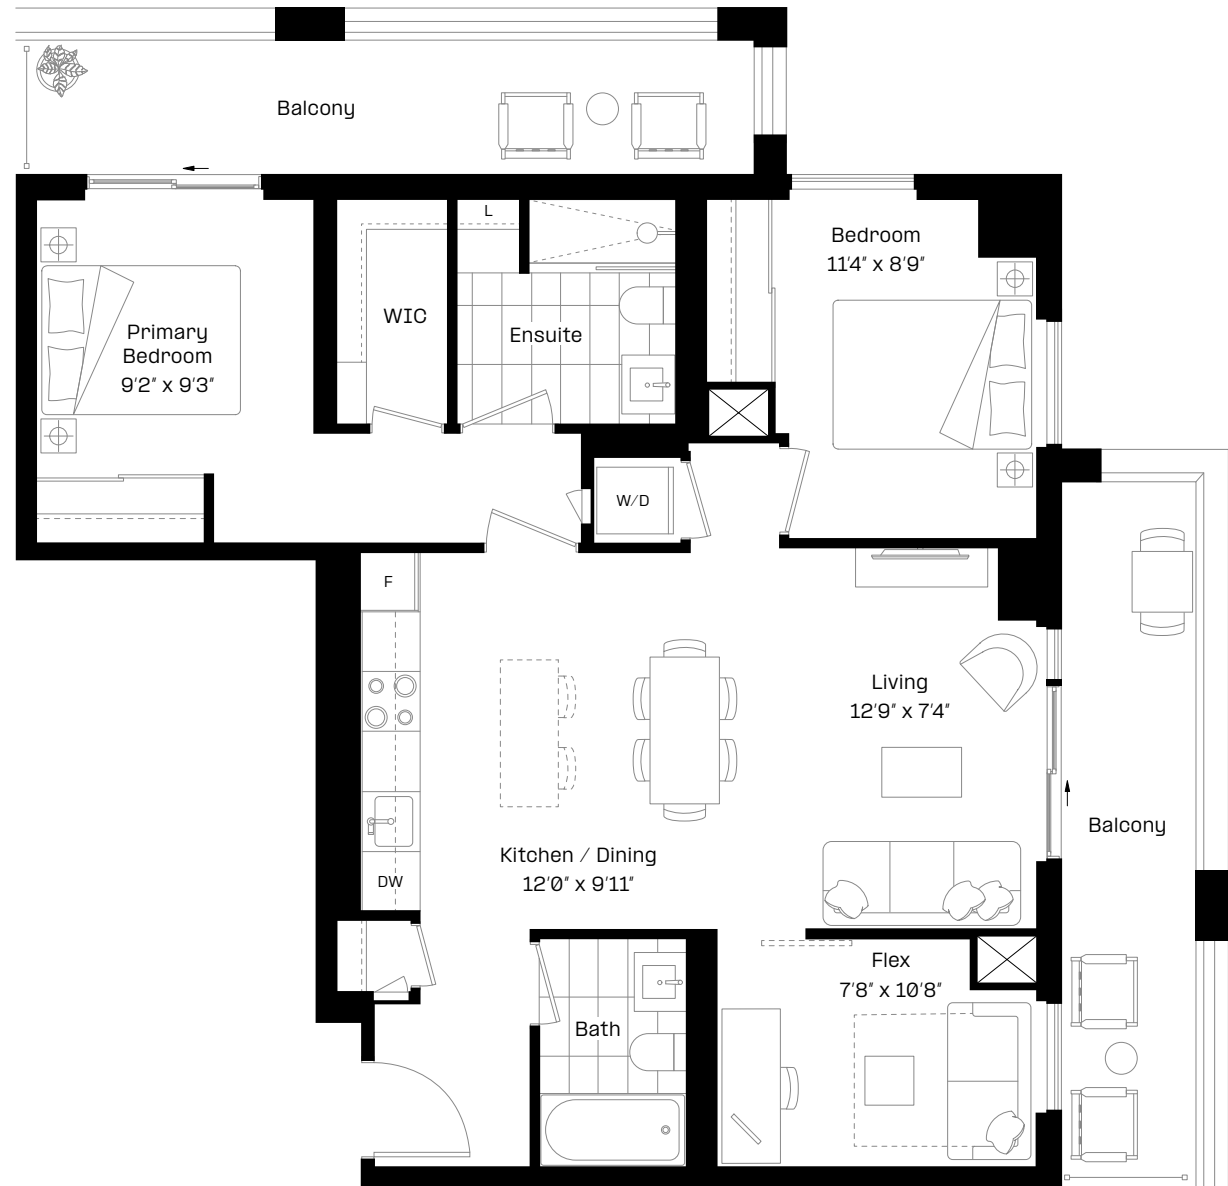 Balcony
L
Bedroom
11'4" x 8'9"
WIC
Ensuite
Primary
Bedroom
9'2" x 9'3"
W/D
F
Living
12'9" x 7'4"
Balcony
Kitchen / Dining
12'0" x 9'11"
DW
Flex
7'8" x 10'8"
Bath